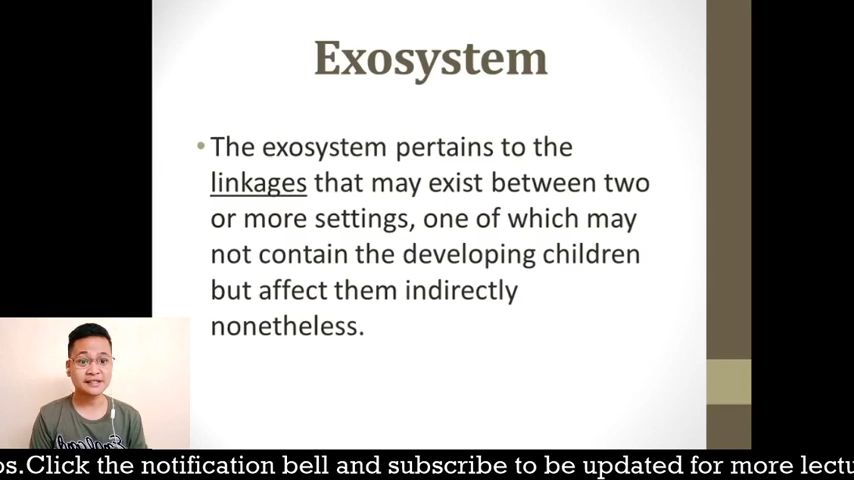 Exosystem
• The exosystem pertains to the
linkages that may exist between two
or more settings, one of which may
not contain the developing children
but affect them indirectly
nonetheless.
os.Click the notification bell and subscribe to be updated for more lectu